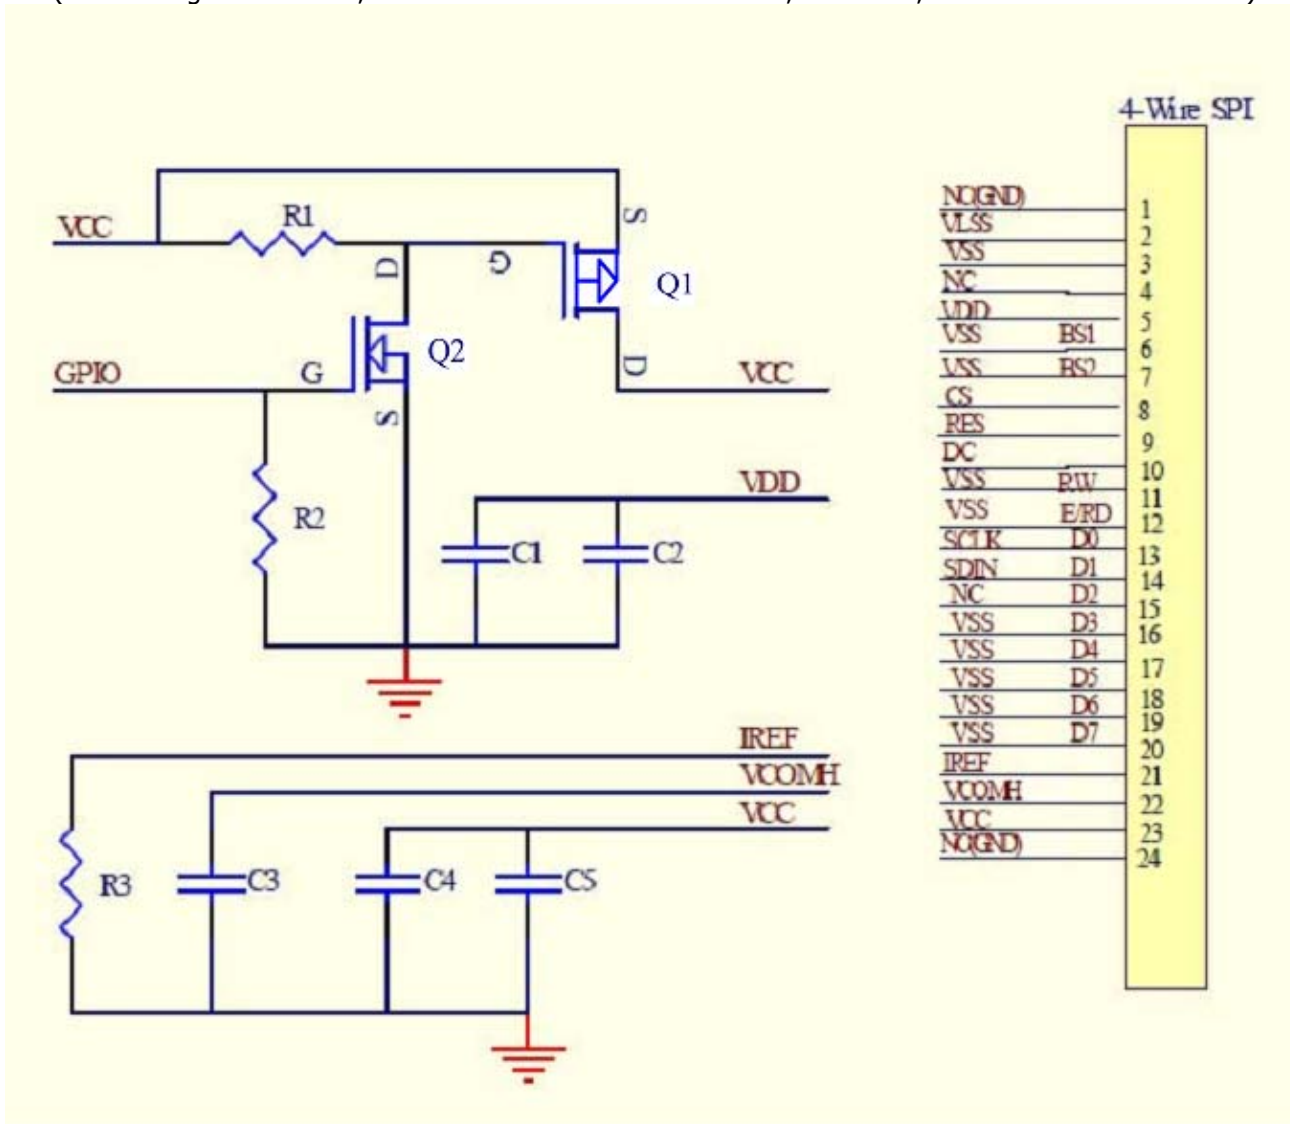 4-Wire SPI
VCC
R1
S
D
G
Q1
Q2
GPIO
G
S
D
VCC
R2
VDD
C1
C2
IREF
VCOMH
VCC
R3
C3
C4
C5
NC(GND) 1
VLSS 2
VSS 3
NC 4
VDD 5
VSS BS1 6
VSS BS2 7
CS 8
RES 9
DC 10
VSS RW 11
VSS E/RD 12
SCLK D0 13
SDIN D1 14
NC D2 15
VSS D3 16
VSS D4 17
VSS D5 18
VSS D6 19
VSS D7 20
IREF 21
VCOMH 22
VCC 23
NC(GND) 24